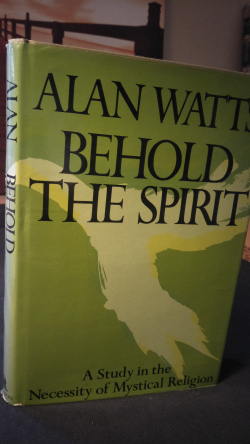 ALAN WATTS
BEHOLD
THE SPIRIT
A Study in the
Necessity of Mystical Religion
ALAN
BEHOLD